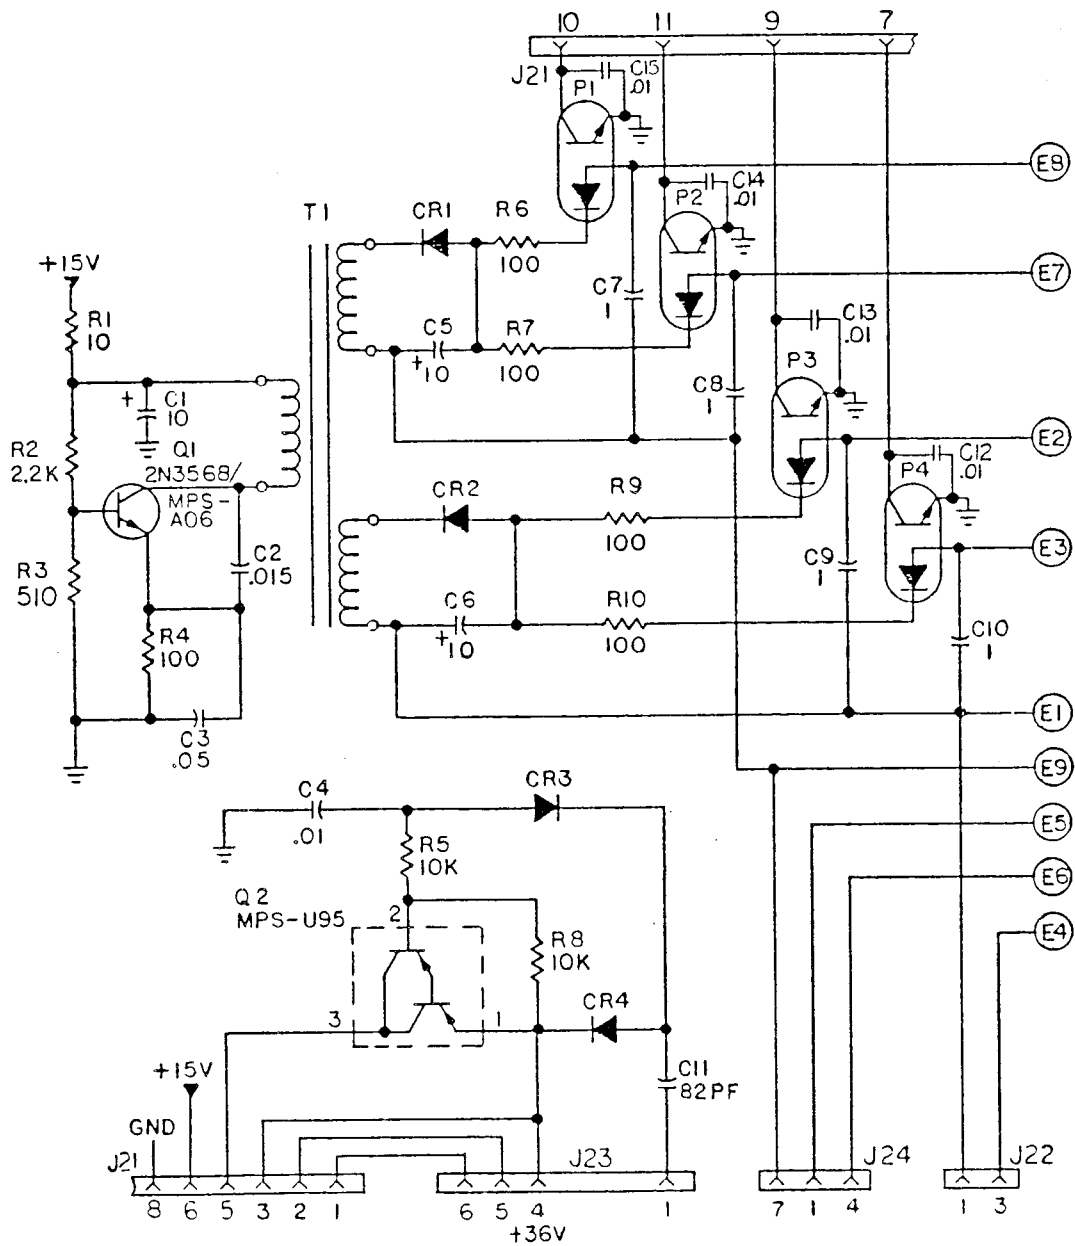 10 11 9 7
J21
C15
.01
P1
E8
P2
C14
.01
T1
CR1
R6
100
E7
+15V
C7
1
R1
10
C5
+
10
R7
100
C13
.01
P3
C8
1
+
C1
10
E2
R2
2.2K
Q1
2N3568/
MPS-
A06
CR2
R9
100
P4
C12
.01
C2
.015
C9
1
E3
R3
510
C6
+
10
R10
100
C10
1
R4
100
E1
C3
.05
E9
C4
.01
CR3
E5
R5
10K
E6
Q2
MPS-U95
2
R8
10K
E4
3
1
CR4
+15V
C11
82PF
GND
J21
J23
J24
J22
8 6 5 3 2 1
6 5 4 1
7 1 4
1 3
+36V